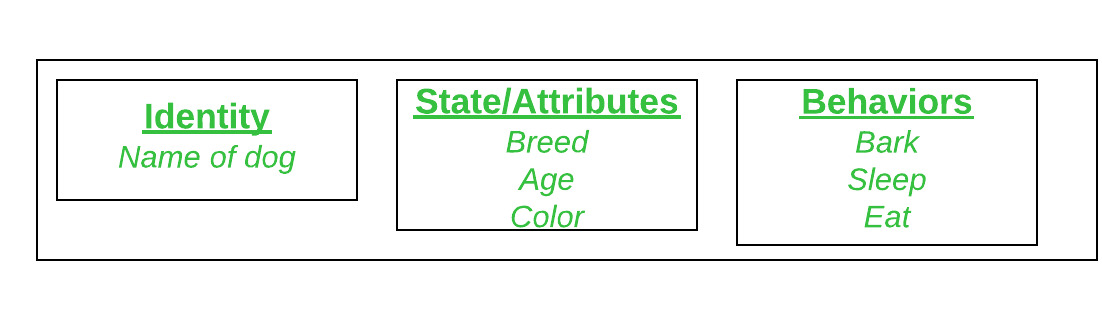 Identity
Name of dog
State/Attributes
Breed
Age
Color
Behaviors
Bark
Sleep
Eat